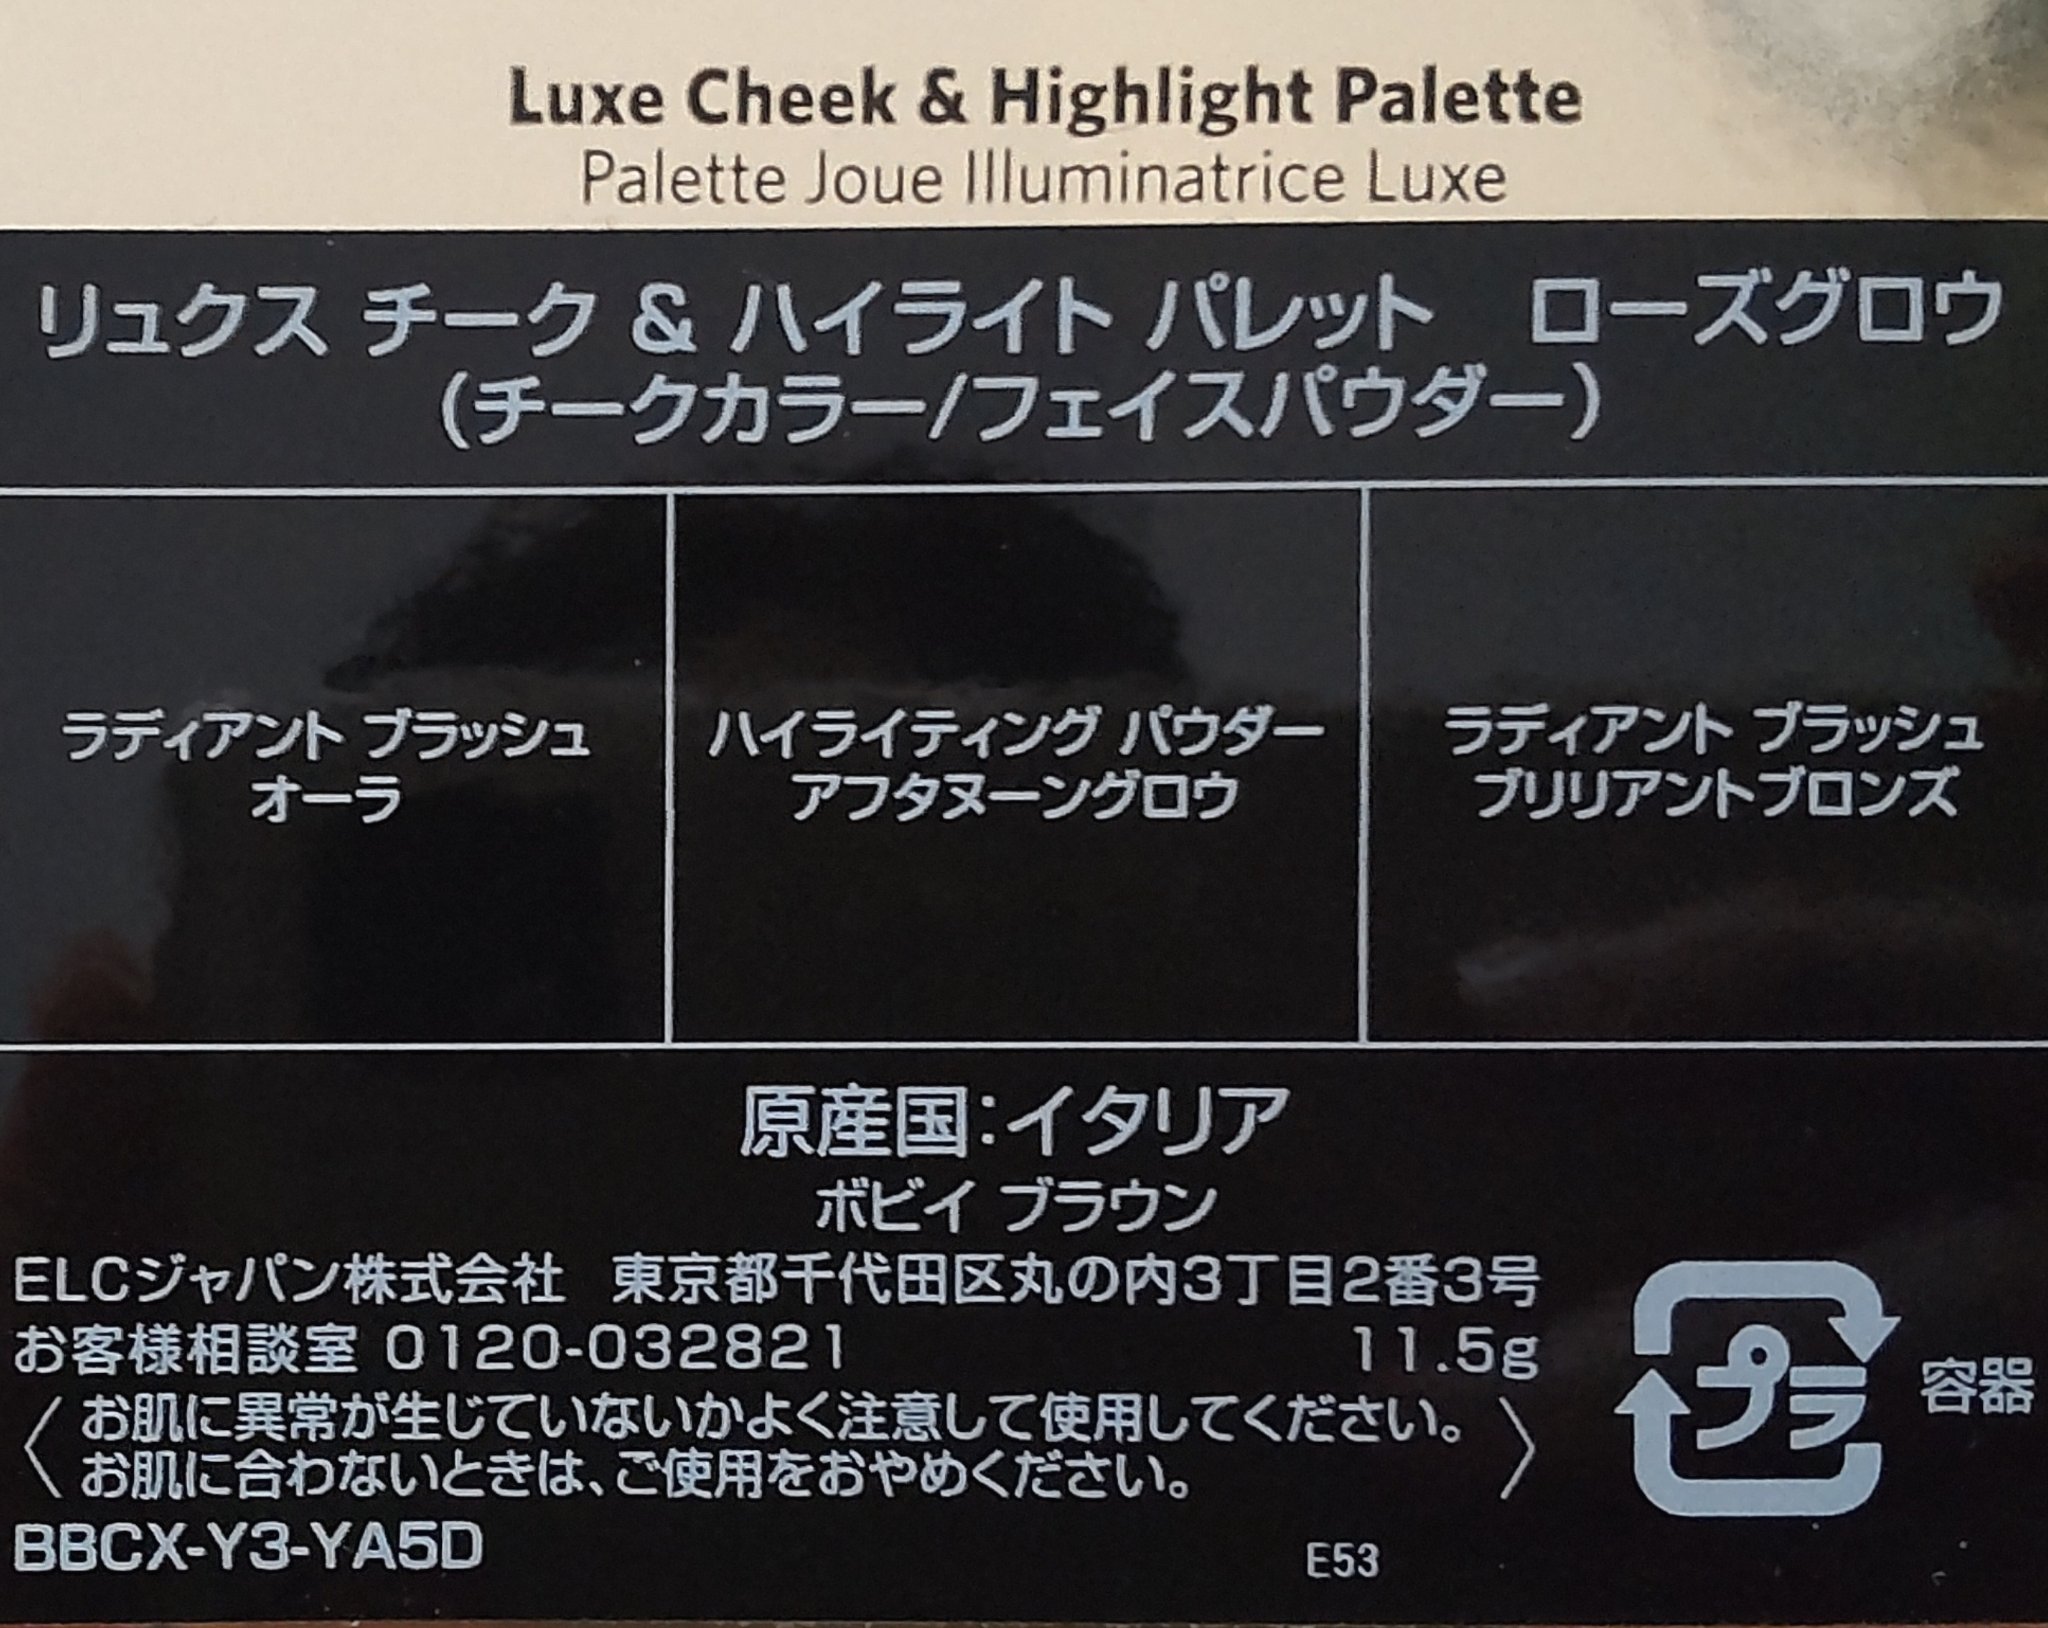 Luxe Cheek & Highlight Palette
Palette Joue Illuminatrice Luxe
リュクス チーク & ハイライト パレット　ローズグロウ
(チークカラー/フェイスパウダー)
ラディアント ブラッシュ
オーラ
ハイライティング パウダー
アフタヌーングロウ
ラディアント ブラッシュ
ブリリアントブロンズ
原産国:イタリア
ボビイ ブラウン
ELCジャパン株式会社　東京都千代田区丸の内3丁目2番3号
お客様相談室 0120-032821　11.5g
〈お肌に異常が生じていないかよく注意して使用してください。
お肌に合わないときは、ご使用をおやめください。〉
プラ 容器
BBCX-Y3-YA5D
E53